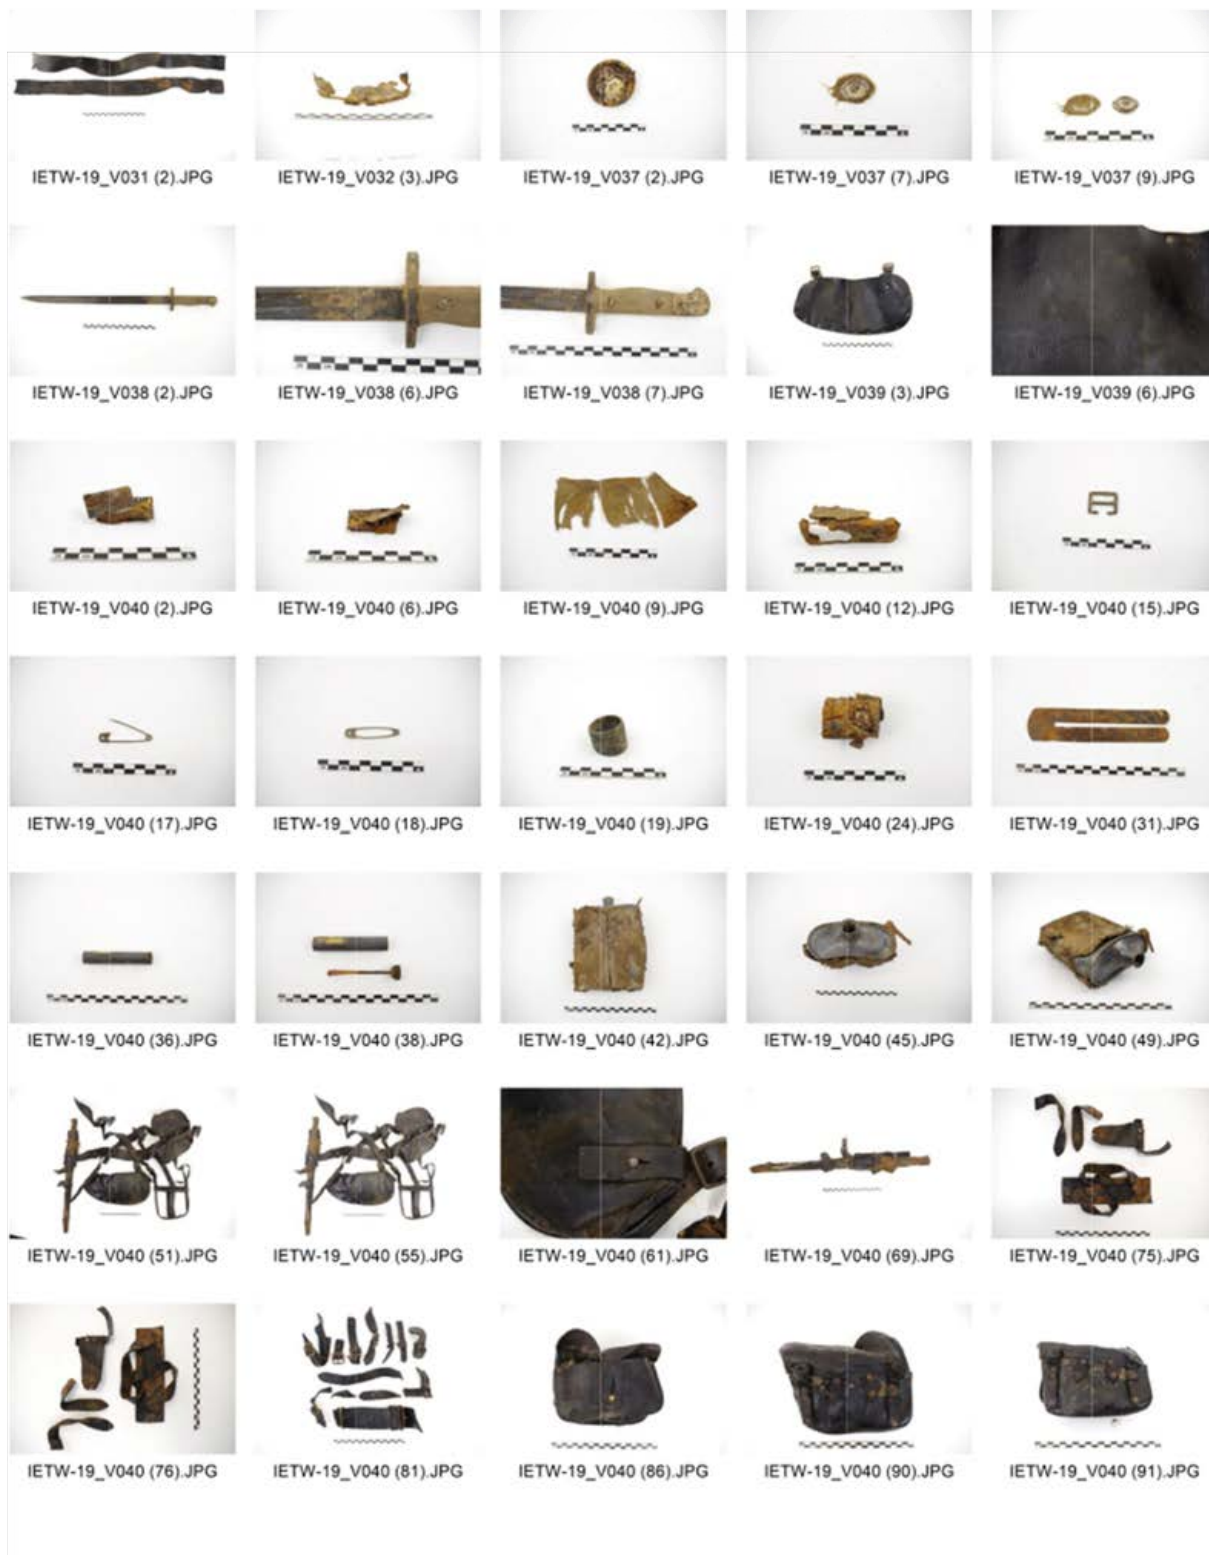 IETW-19_V031 (2).JPG IETW-19_V032 (3).JPG IETW-19_V037 (2).JPG IETW-19_V037 (7).JPG IETW-19_V037 (9).JPG
IETW-19_V038 (2).JPG IETW-19_V038 (6).JPG IETW-19_V038 (7).JPG IETW-19_V039 (3).JPG IETW-19_V039 (6).JPG
IETW-19_V040 (2).JPG IETW-19_V040 (6).JPG IETW-19_V040 (9).JPG IETW-19_V040 (12).JPG IETW-19_V040 (15).JPG
IETW-19_V040 (17).JPG IETW-19_V040 (18).JPG IETW-19_V040 (19).JPG IETW-19_V040 (24).JPG IETW-19_V040 (31).JPG
IETW-19_V040 (36).JPG IETW-19_V040 (38).JPG IETW-19_V040 (42).JPG IETW-19_V040 (45).JPG IETW-19_V040 (49).JPG
IETW-19_V040 (51).JPG IETW-19_V040 (55).JPG IETW-19_V040 (61).JPG IETW-19_V040 (69).JPG IETW-19_V040 (75).JPG
IETW-19_V040 (76).JPG IETW-19_V040 (81).JPG IETW-19_V040 (86).JPG IETW-19_V040 (90).JPG IETW-19_V040 (91).JPG